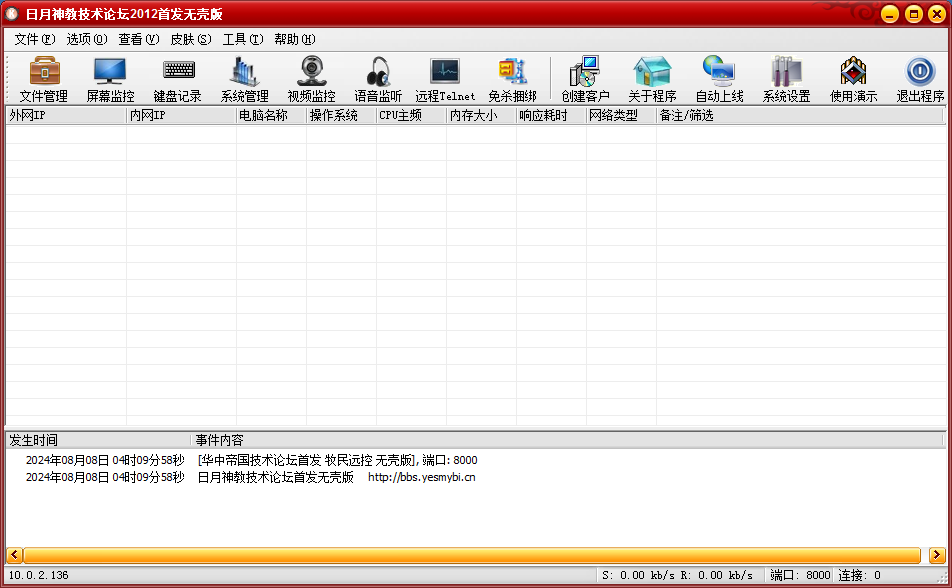 日月神教技术论坛2012首发无壳版
文件(F) 选项(O) 查看(V) 皮肤(S) 工具(T) 帮助(H)
文件管理 屏幕监控 键盘记录 系统管理 视频监控 语音监听 远程Telnet 免杀捆绑 创建客户 关于程序 自动上线 系统设置 使用演示 退出程序
外网IP 内网IP 电脑名称 操作系统 CPU主频 内存大小 响应耗时 网络类型 备注/筛选
发生时间 事件内容
2024年08月08日 04时09分58秒 [华中帝国技术论坛首发 牧民远控 无壳版], 端口: 8000
2024年08月08日 04时09分58秒 日月神教技术论坛首发无壳版 http://bbs.yesmybi.cn
10.0.2.136 S: 0.00 kb/s R: 0.00 kb/s 端口: 8000 连接: 0